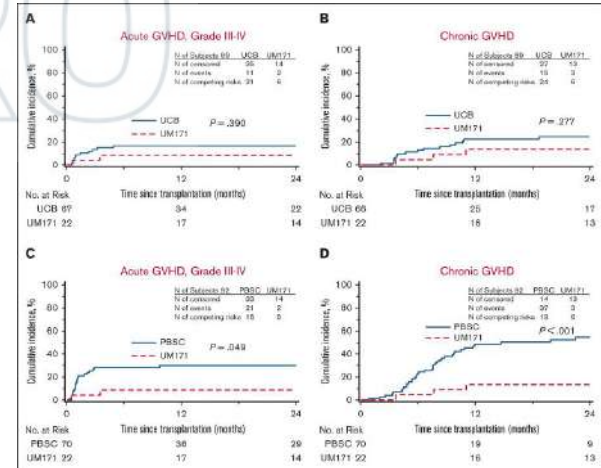 A
Acute GVHD, Grade III-IV
N of Subjects 89 UCB UM171
N of censored 35 14
N of events 11 2
N of competing risks 21 6
Cumulative incidence, %
100
80
60
40
20
0
UCB
UM171
P=.390
0 12 24
No. at Risk Time since transplantation (months)
UCB 67 34 22
UM171 22 17 14
B
Chronic GVHD
N of Subjects 89 UCB UM171
N of censored 27 13
N of events 3
N of competing risks 24 6
Cumulative incidence, %
100
80
60
40
20
0
UCB
UM171
P=.277
0 12 24
No. at Risk Time since transplantation (months)
UCB 66 25 17
UM171 22 16 13
C
Acute GVHD, Grade III-IV
N of Subjects 92 PBSC UM171
N of censored 33 14
N of events 21 2
N of competing risks
Cumulative incidence, %
100
80
60
40
20
0
PBSC
UM171
P=.049
0 12 24
No. at Risk Time since transplantation (months)
PBSC 70 38 29
UM171 22 17 14
D
Chronic GVHD
N of Subjects 92 PBSC UM171
N of censored 14 13
N of events 37 3
N of competing risks 6
Cumulative incidence, %
100
80
60
40
20
0
PBSC
UM171
P<.001
0 12 24
No. at Risk Time since transplantation (months)
PBSC 70 19 9
UM171 22 16 13